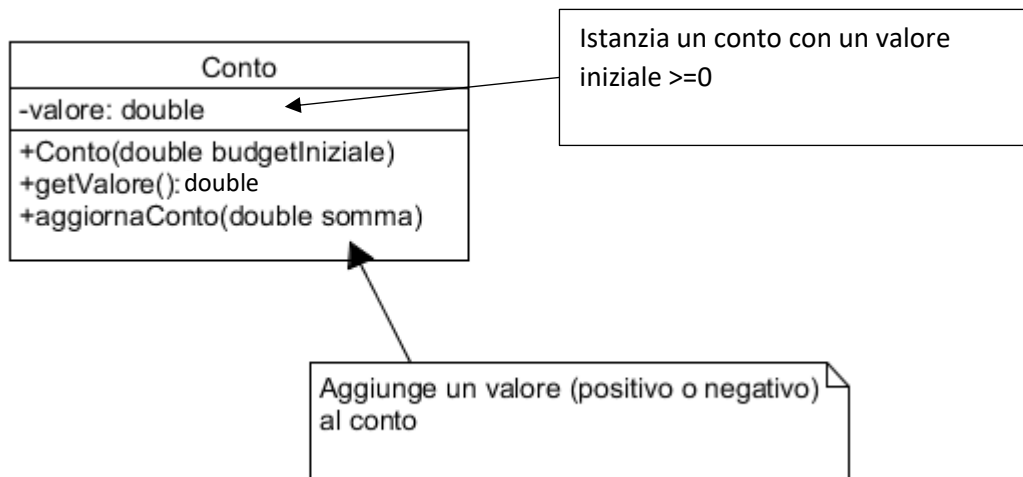 Istanzia un conto con un valore
iniziale >=0
Conto
-valore: double
+Conto(double budgetIniziale)
+getValore(): double
+aggiornaConto(double somma)
Aggiunge un valore (positivo o negativo)
al conto